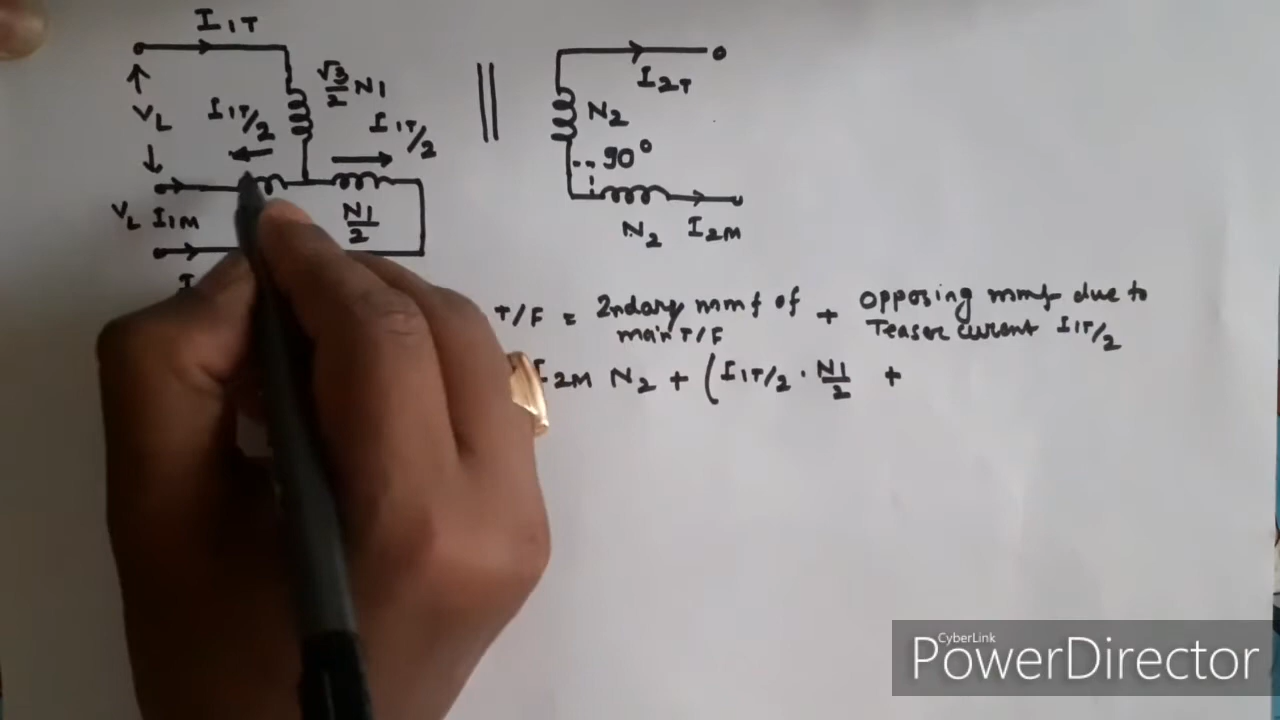 I1T
√3/2 N1
VL
I1T/2
I1T/2
VL I1M
N1/2
I2T
N2
90°
N2 I2M
T/F = 2ndary mmf of main T/F + opposing mmf due to Teaser current I1T/2
I2M N2 + (I1T/2 · N1/2 +
CyberLink
PowerDirector